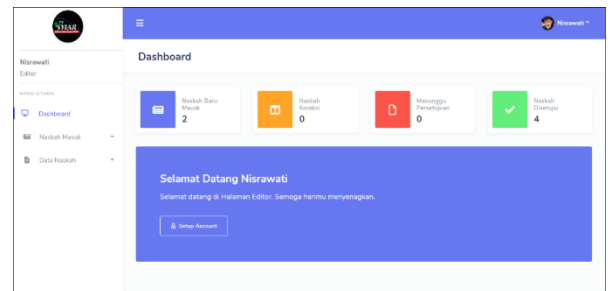 SYIAR
Nisrawati
Nisrawati
Editor
MENU UTAMA
Dashboard
Naskah Masuk
Data Naskah
Dashboard
Naskah Baru
Masuk
2
Naskah
Koreksi
0
Menunggu
Persetujuan
0
Naskah
Disetujui
4
Selamat Datang Nisrawati
Selamat datang di Halaman Editor. Semoga harimu menyenagkan.
Setup Account